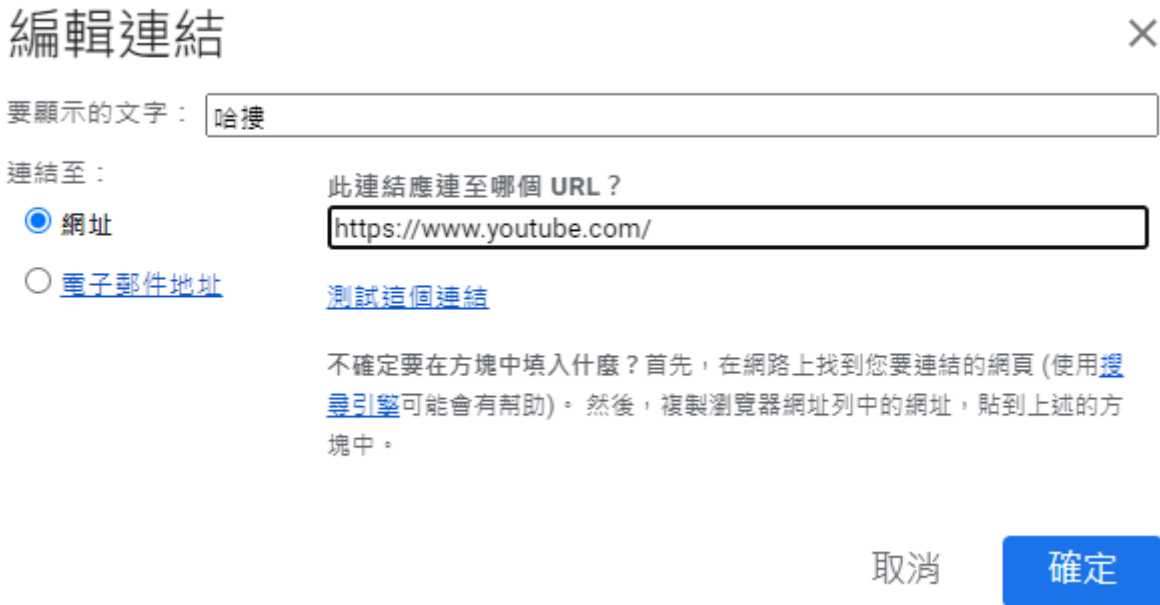 編輯連結
要顯示的文字： 哈摟
連結至：
此連結應連至哪個 URL？
網址
https://www.youtube.com/
電子郵件地址
測試這個連結
不確定要在方塊中填入什麼？首先，在網路上找到您要連結的網頁 (使用搜
尋引擎可能會有幫助)。 然後，複製瀏覽器網址列中的網址，貼到上述的方
塊中。
取消
確定